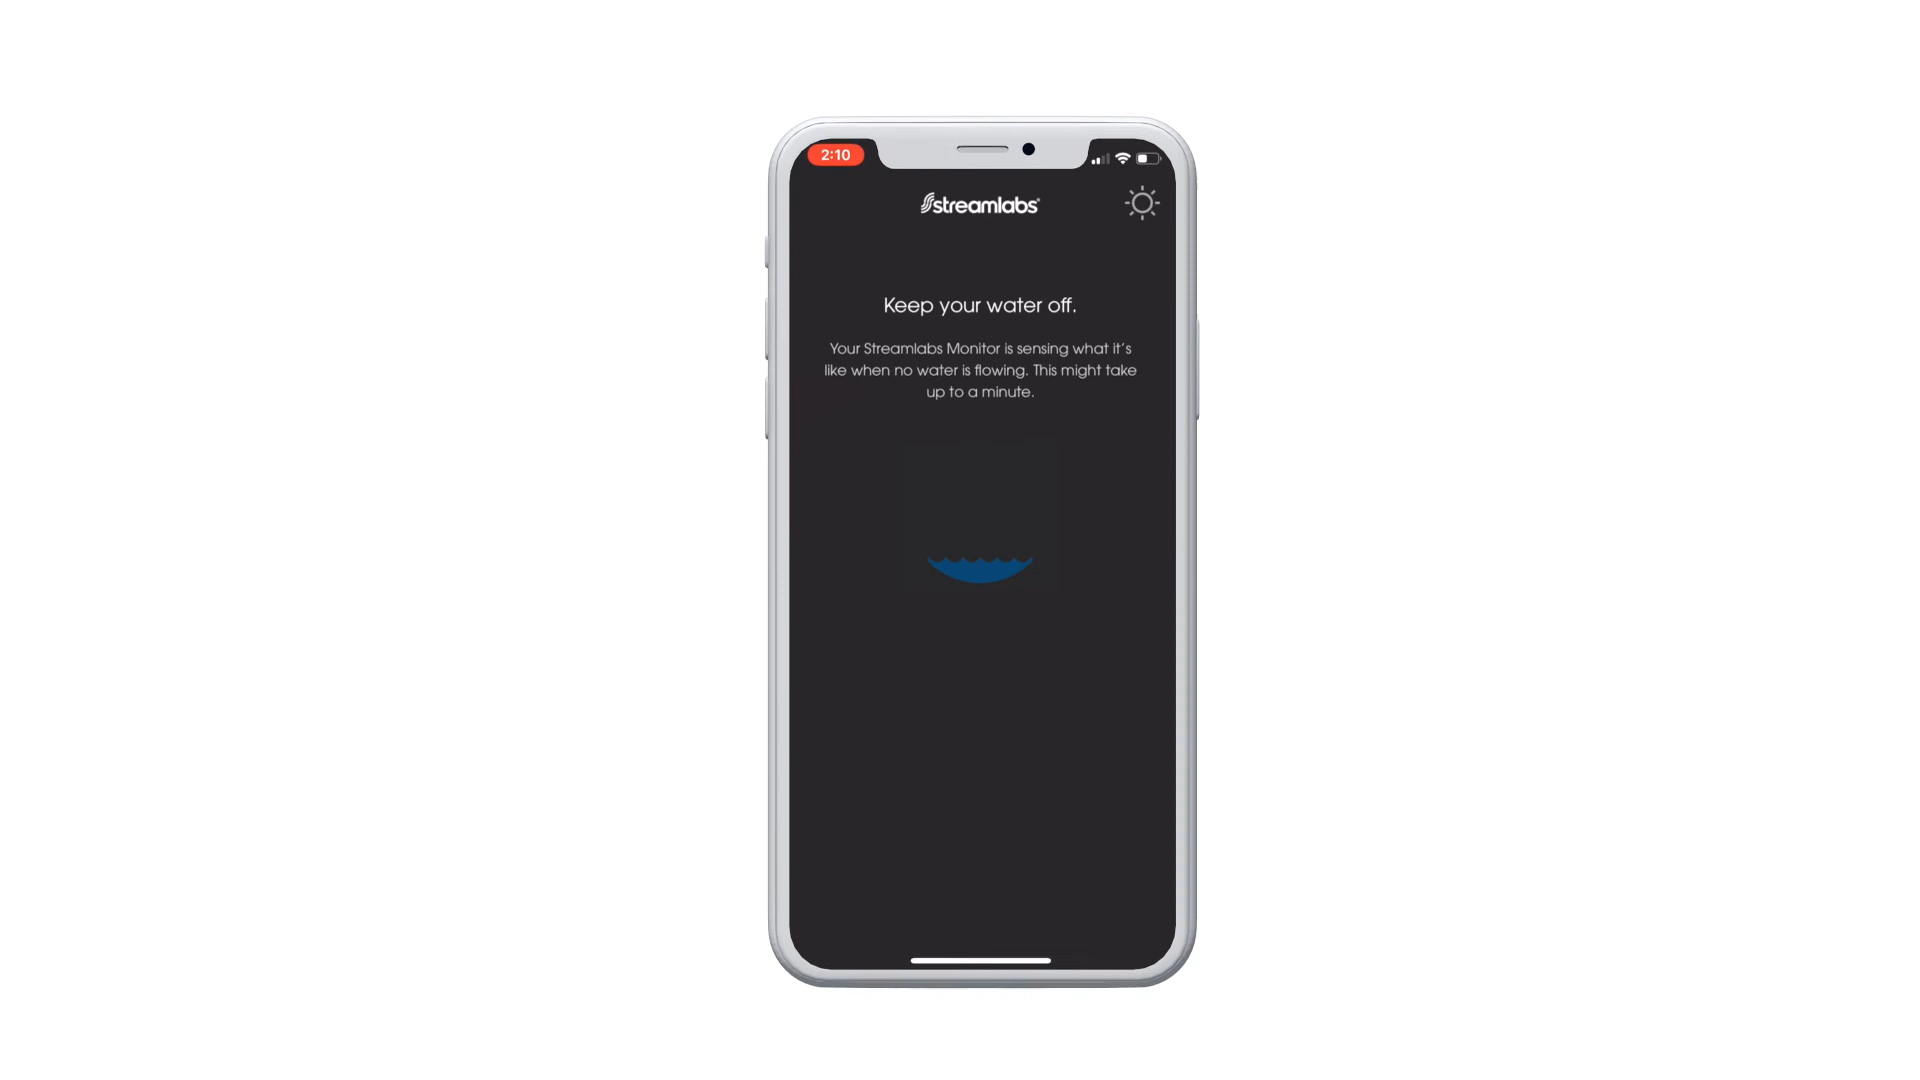 2:10
streamlabs
Keep your water off.
Your Streamlabs Monitor is sensing what it's
like when no water is flowing. This might take
up to a minute.